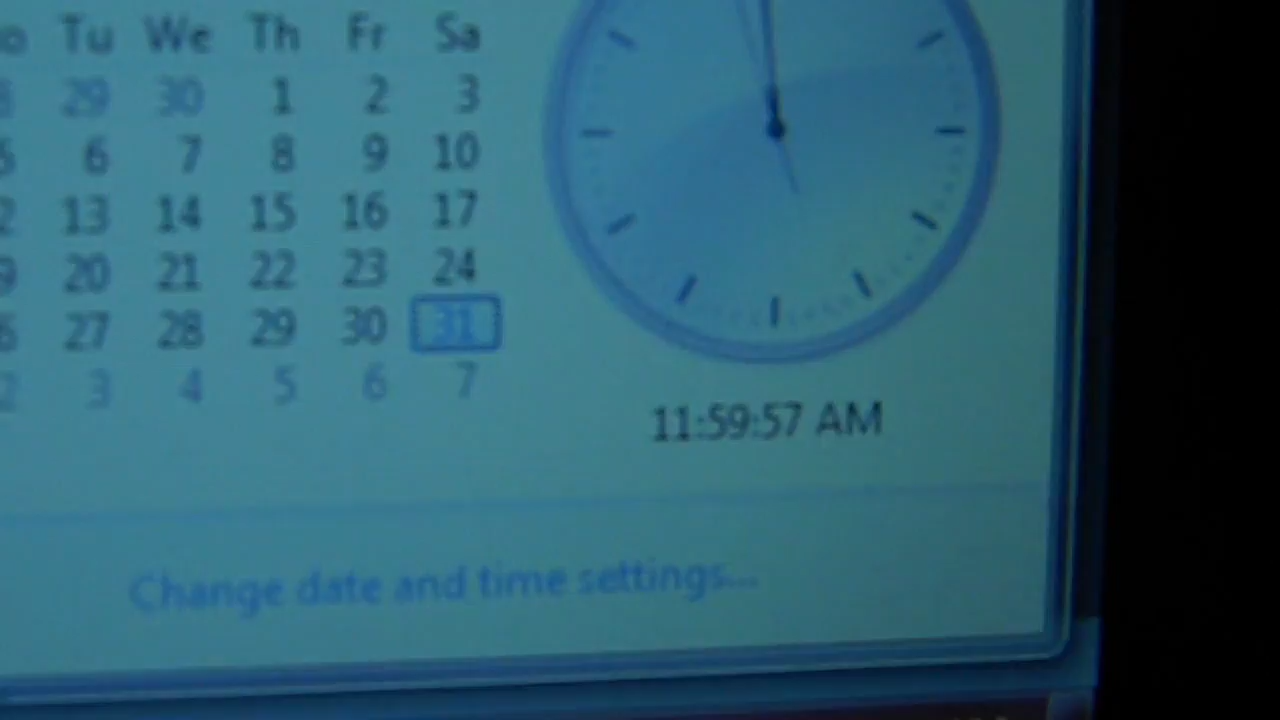 Tu We Th Fr Sa
29 30 1 2 3
6 7 8 9 10
13 14 15 16 17
20 21 22 23 24
27 28 29 30 31
3 4 5 6 7
11:59:57 AM
Change date and time settings...